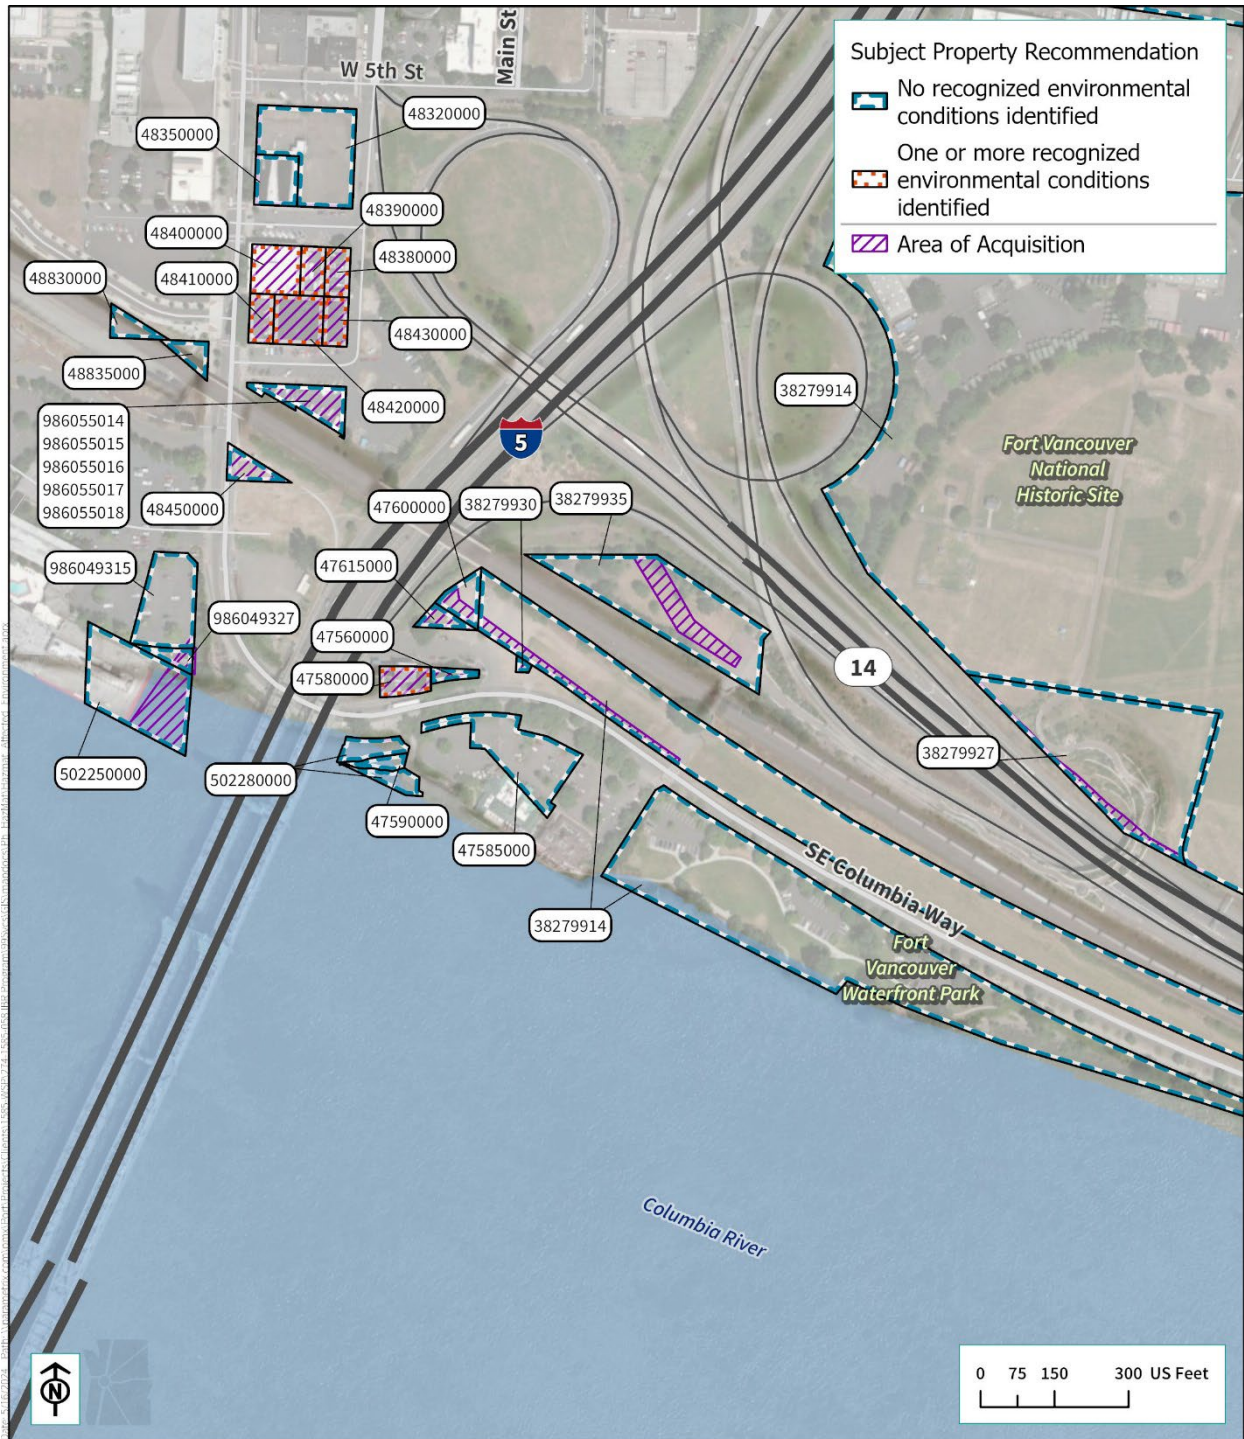 Subject Property Recommendation
No recognized environmental
conditions identified
One or more recognized
environmental conditions
identified
Area of Acquisition
W 5th St
Main St
48350000
48320000
48390000
48400000
48380000
48410000
48830000
48430000
48835000
48420000
986055014
986055015
986055016
986055017
986055018
48450000
5
38279914
Fort Vancouver
National
Historic Site
47600000
38279930
38279935
986049315
47615000
986049327
47560000
47580000
14
38279927
502250000
502280000
47590000
47585000
38279914
SE Columbia Way
Fort
Vancouver
Waterfront Park
Columbia River
N
0 75 150 300 US Feet